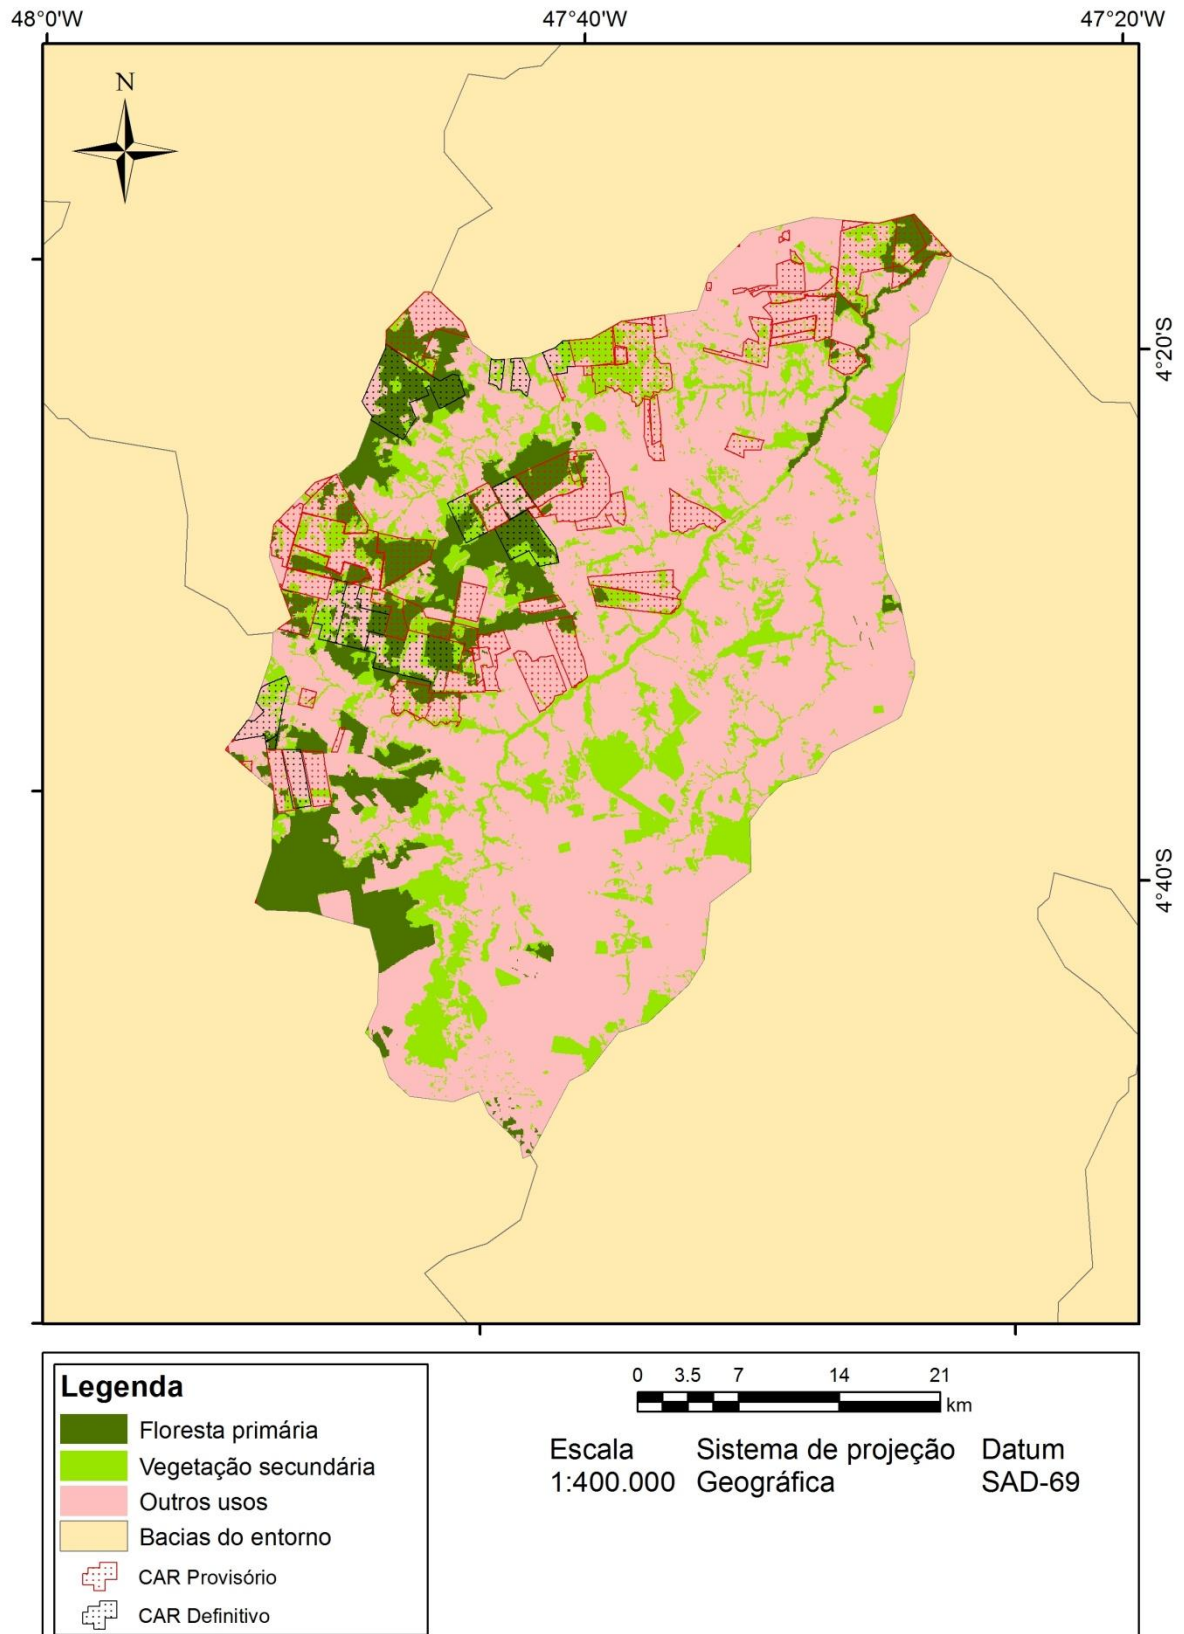 48°0'W 47°40'W 47°20'W
N
4°20'S
4°40'S
Legenda
Floresta primária
Vegetação secundária
Outros usos
Bacias do entorno
CAR Provisório
CAR Definitivo
0 3.5 7 14 21
km
Escala Sistema de projeção Datum
1:400.000 Geográfica SAD-69